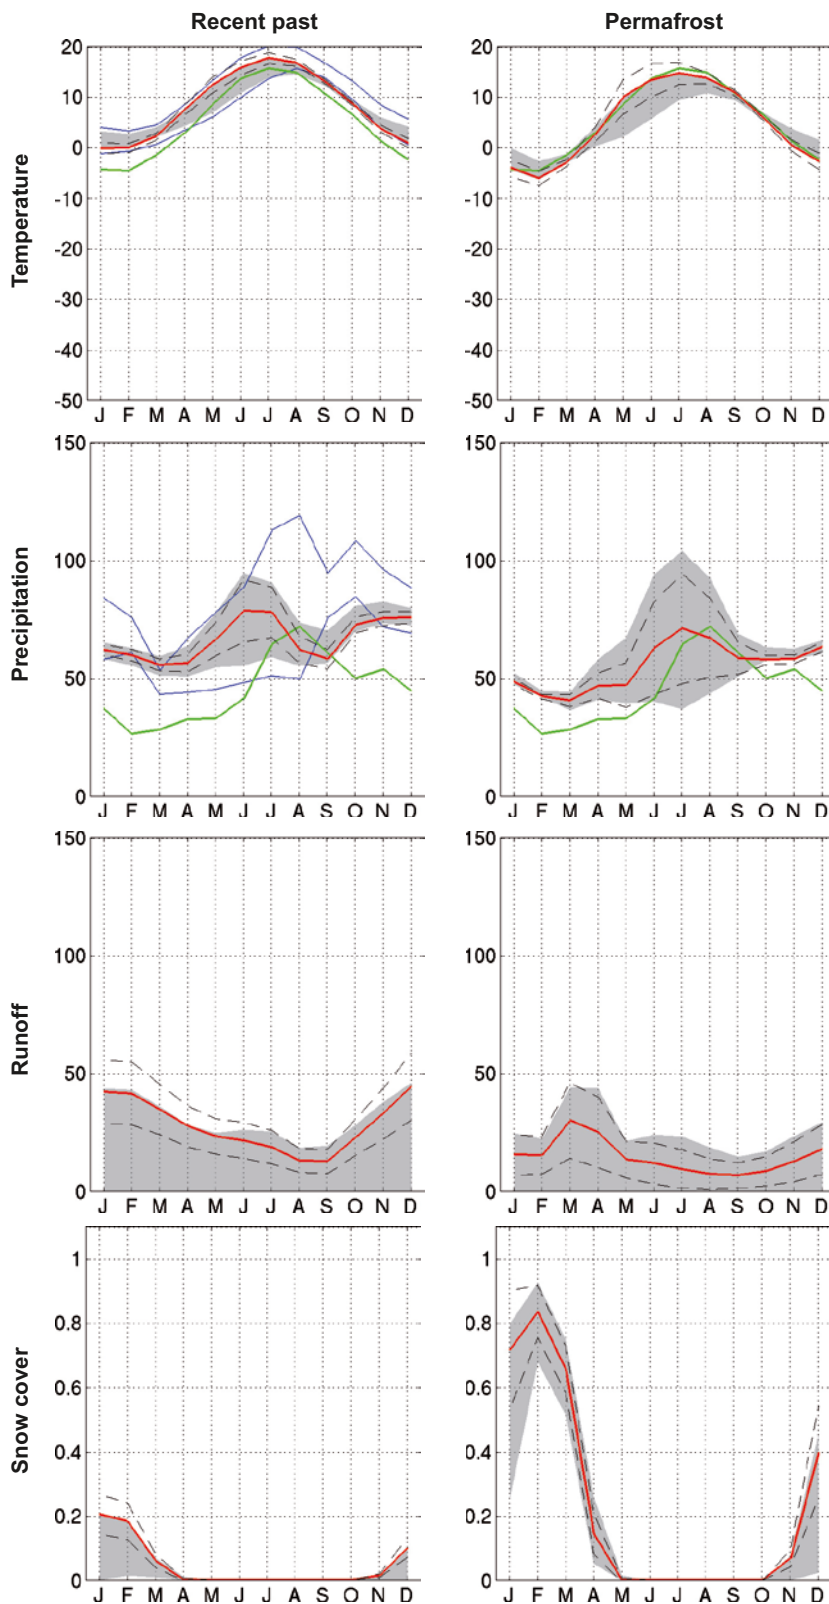 Recent past Permafrost
Temperature
20 20
10 10
0 0
-10 -10
-20 -20
-30 -30
-40 -40
-50 -50
J F M A M J J A S O N D J F M A M J J A S O N D
Precipitation
150 150
100 100
50 50
0 0
J F M A M J J A S O N D J F M A M J J A S O N D
Runoff
150 150
100 100
50 50
0 0
J F M A M J J A S O N D J F M A M J J A S O N D
Snow cover
1 1
0.8 0.8
0.6 0.6
0.4 0.4
0.2 0.2
0 0
J F M A M J J A S O N D J F M A M J J A S O N D